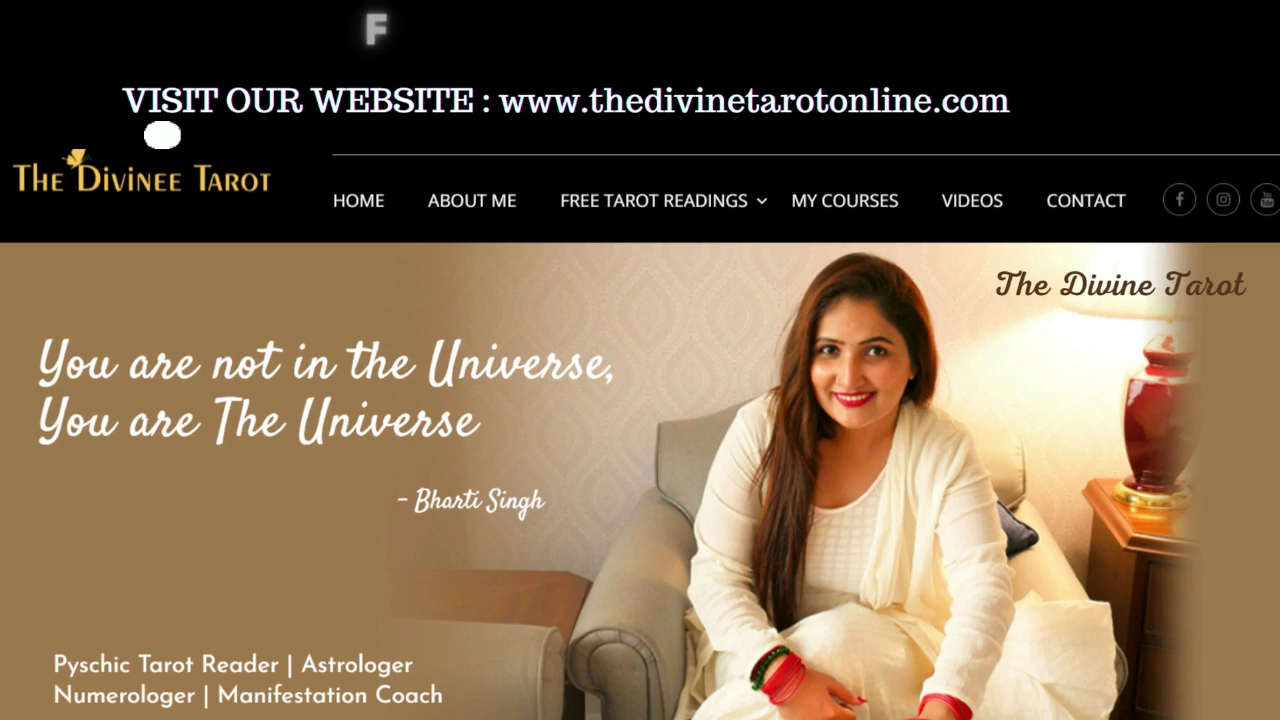 F
VISIT OUR WEBSITE : www.thedivinetarotonline.com
THE DIVINEE TAROT
HOME ABOUT ME FREE TAROT READINGS MY COURSES VIDEOS CONTACT
The Divine Tarot
You are not in the Universe,
You are The Universe
- Bharti Singh
Pyschic Tarot Reader | Astrologer
Numerologer | Manifestation Coach